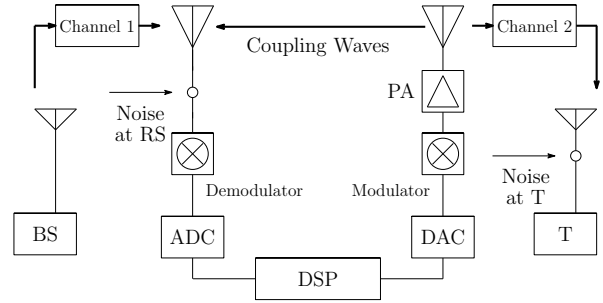 Channel 1
Coupling Waves
Channel 2
PA
Noise
at RS
Demodulator
Modulator
Noise
at T
BS
ADC
DAC
T
DSP